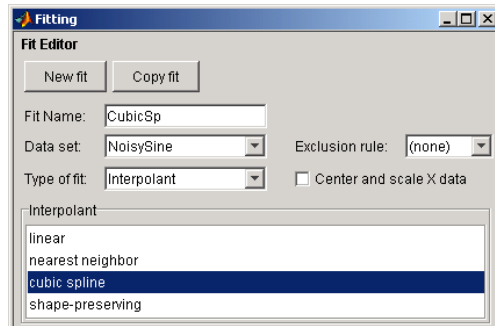 Fitting
Fit Editor
New fit Copy fit
Fit Name: CubicSp
Data set: NoisySine Exclusion rule: (none)
Type of fit: Interpolant Center and scale X data
Interpolant
linear
nearest neighbor
cubic spline
shape-preserving